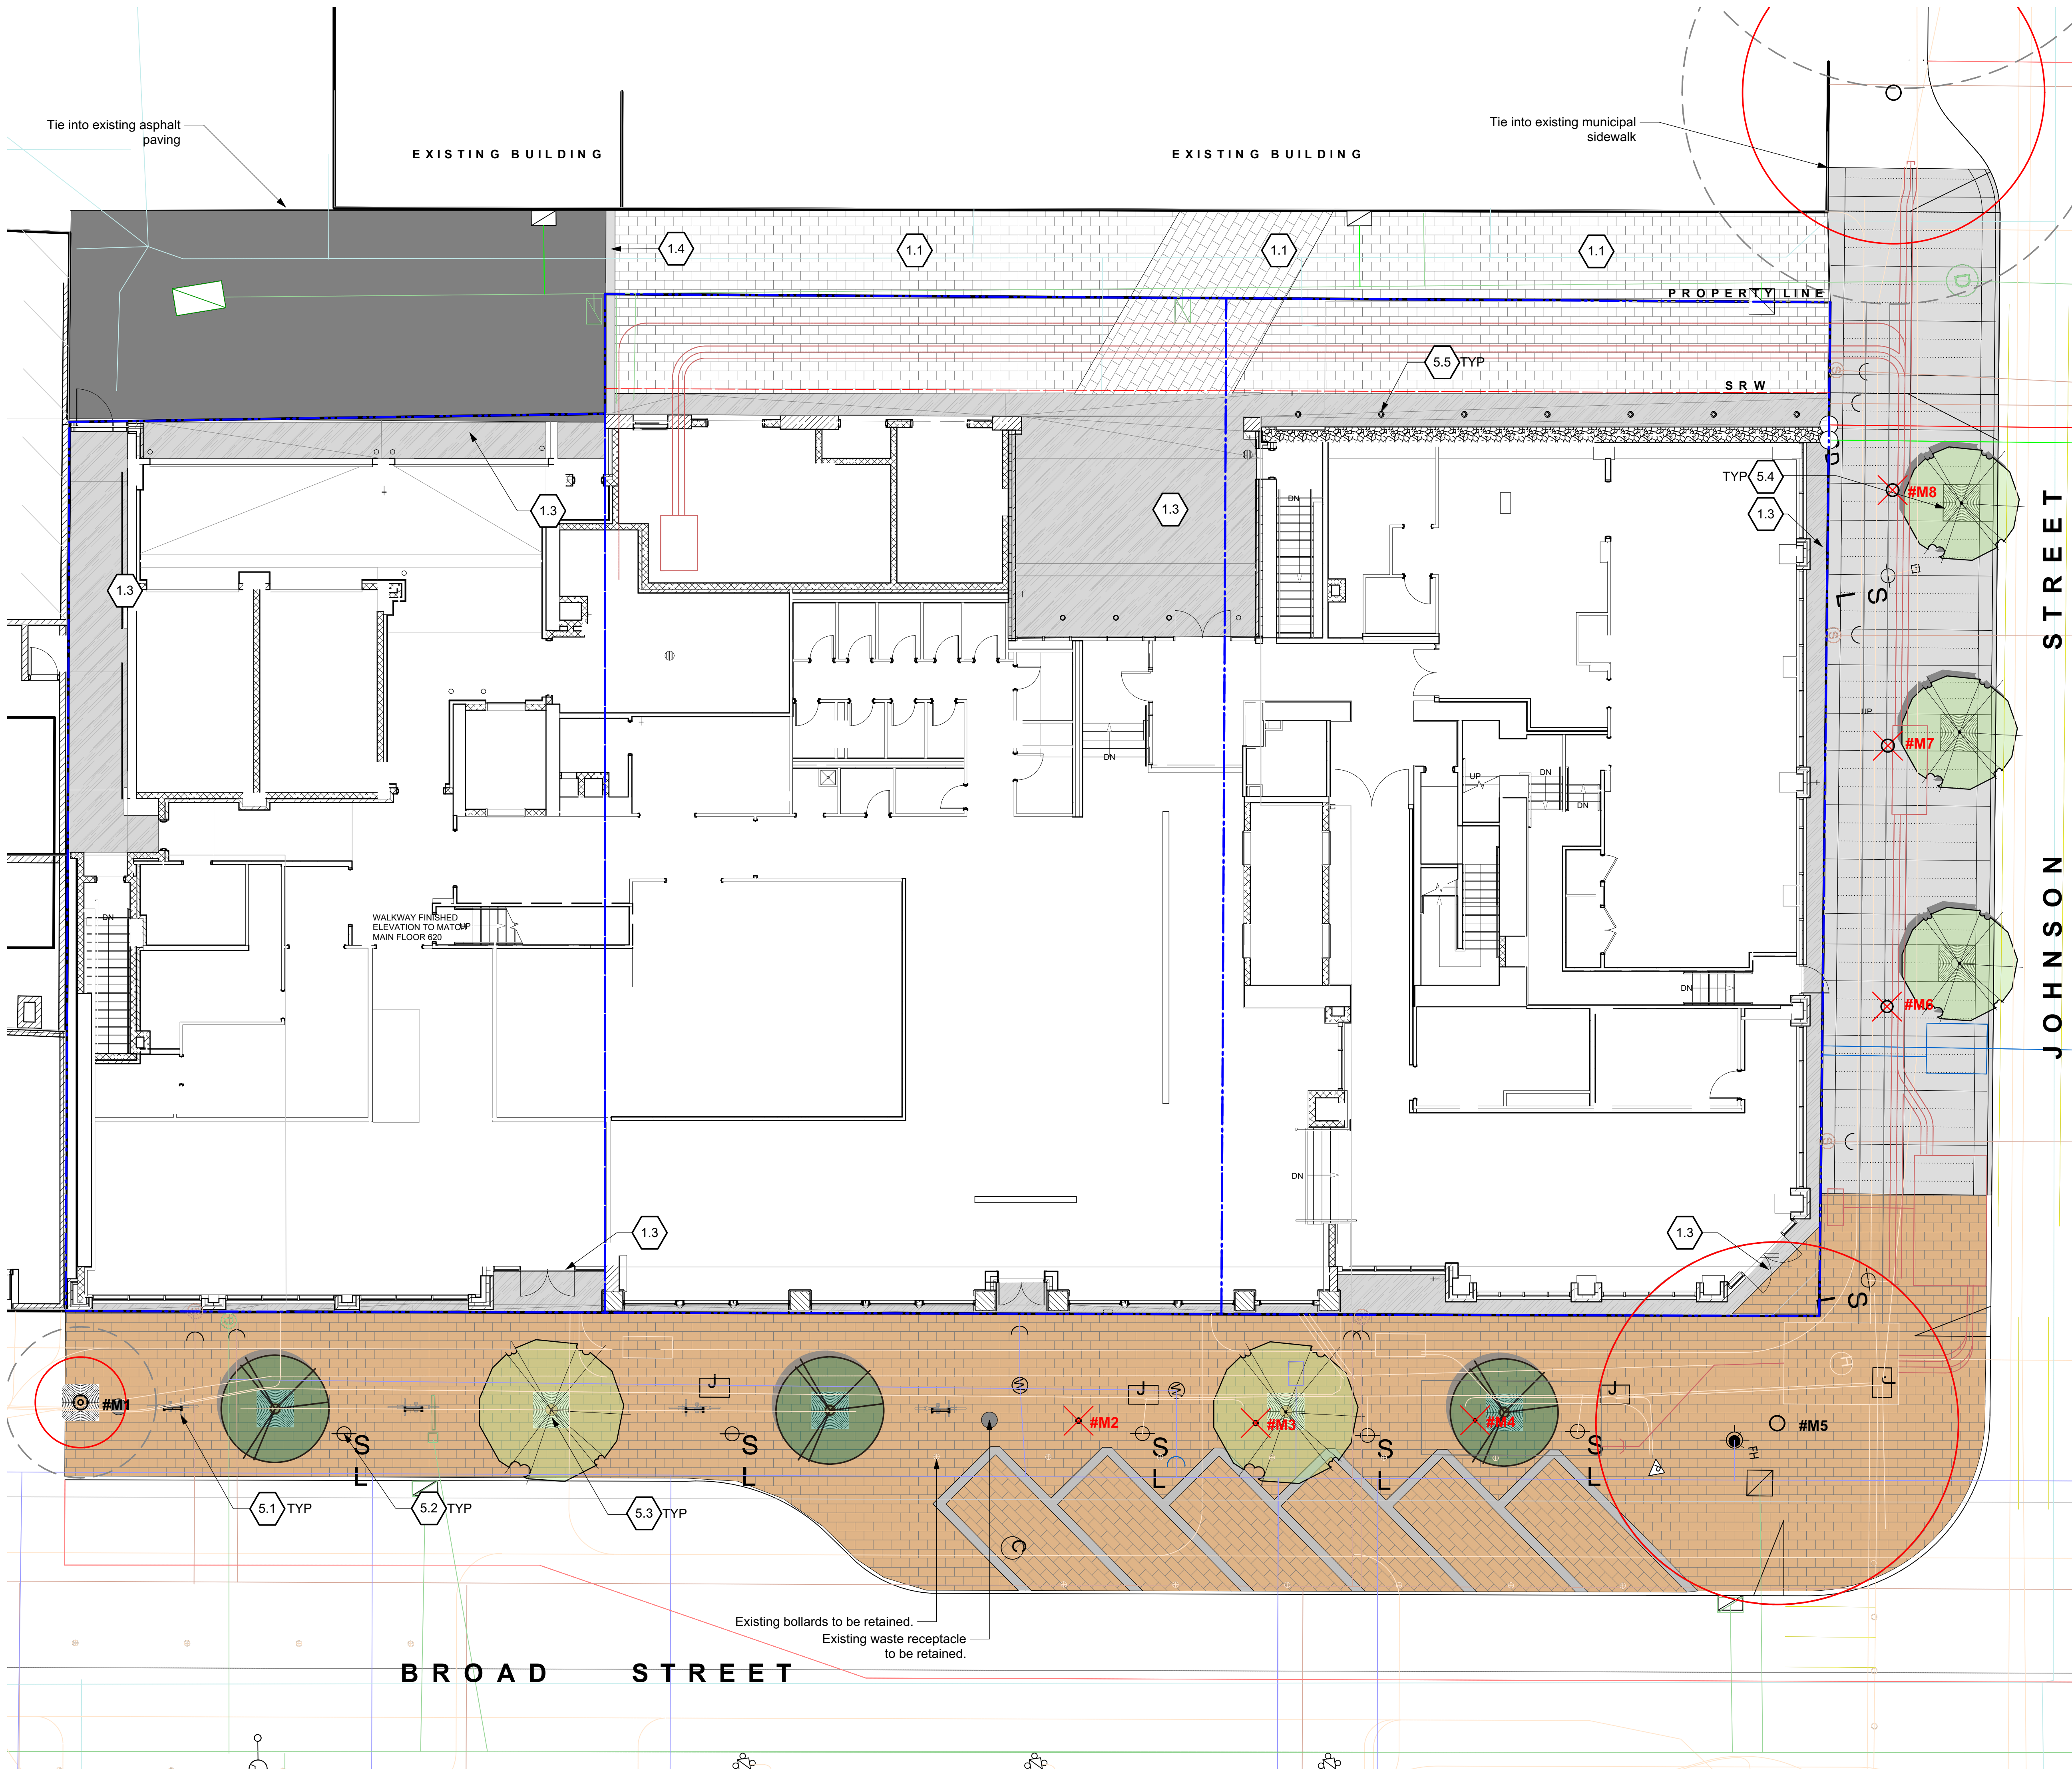 Tie into existing asphalt
paving
EXISTING BUILDING
EXISTING BUILDING
Tie into existing municipal
sidewalk
1.4
1.1
1.1
1.1
D
PROPERTY LINE
5.5 TYP
SRW
TYP 5.4
1.3
#M8
1.3
1.3
1.3
DN
S
L
UP
#M7
DN
UP
DN
DN
#M6
STREET
JOHNSON
DN
WALKWAY FINISHED
ELEVATION TO MATCH
MAIN FLOOR 620
UP
DN
DN
1.3
1.3
S
#M1
J
W
J
W
J
H
J
#M2
#M3
#M4
#M5
FH
S
L
S
L
S
L
S
L
S
L
5.1 TYP
5.2 TYP
5.3 TYP
C
Existing bollards to be retained.
Existing waste receptacle
to be retained.
BROAD STREET